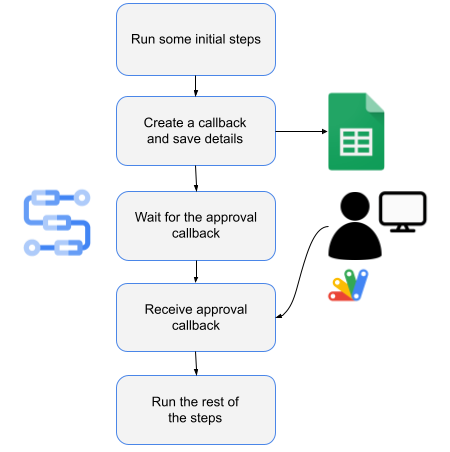 Run some initial steps
Create a callback
and save details
Wait for the approval
callback
Receive approval
callback
Run the rest of
the steps